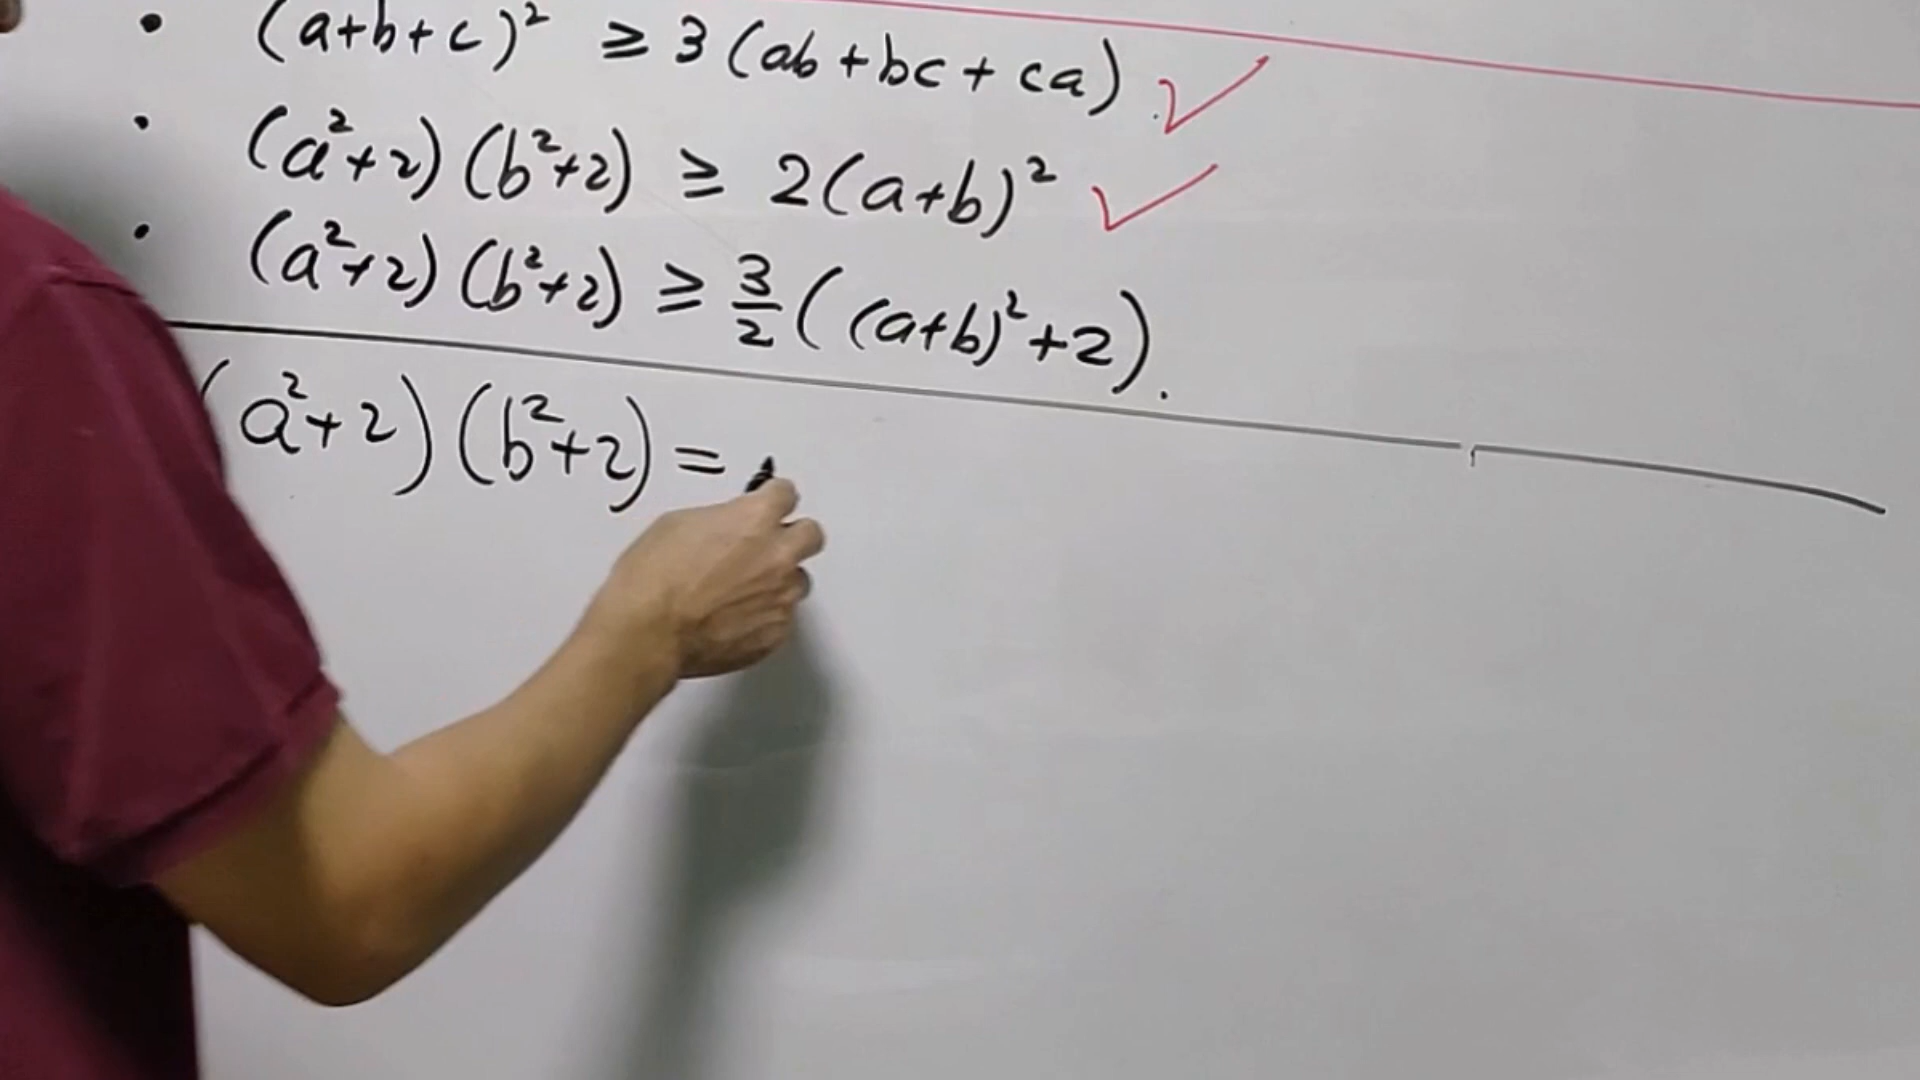 • (a+b+c)² ≥ 3(ab+bc+ca). ✓
• (a²+2)(b²+2) ≥ 2(a+b)² ✓
• (a²+2)(b²+2) ≥ 3/2((a+b)²+2).
(a²+2)(b²+2) =